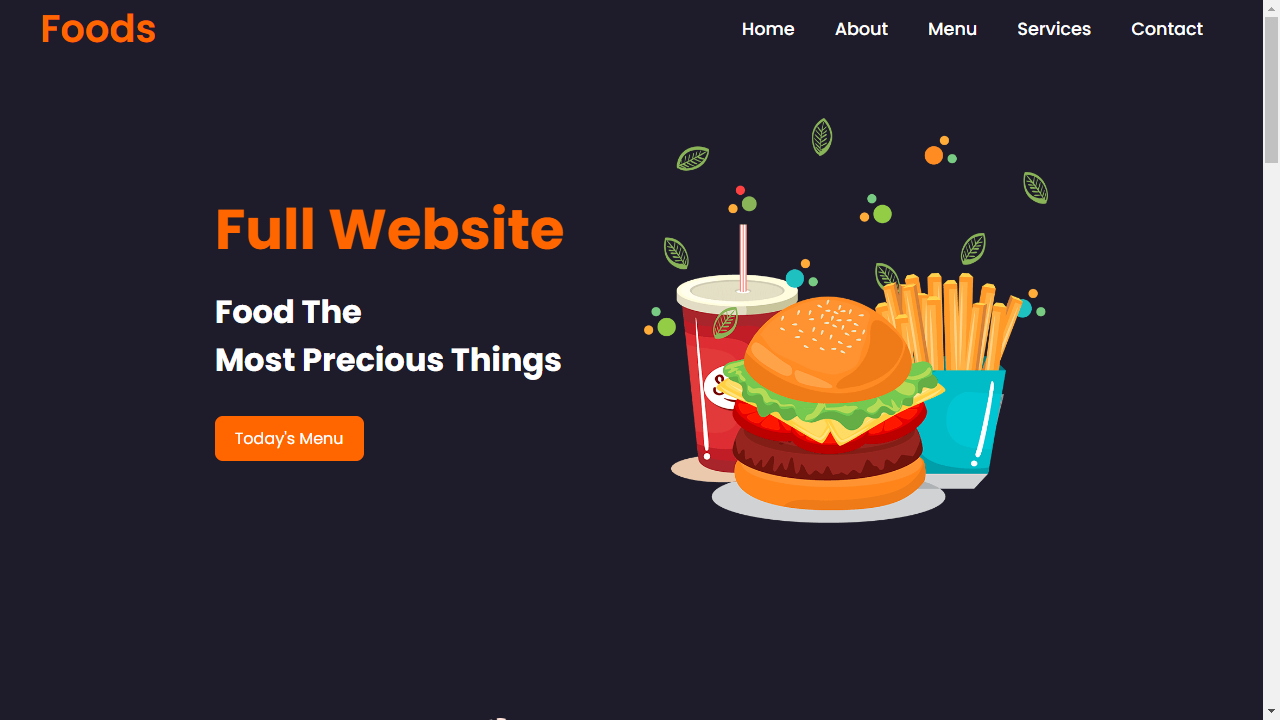 Foods
Home About Menu Services Contact
Full Website
Food The
Most Precious Things
Today's Menu